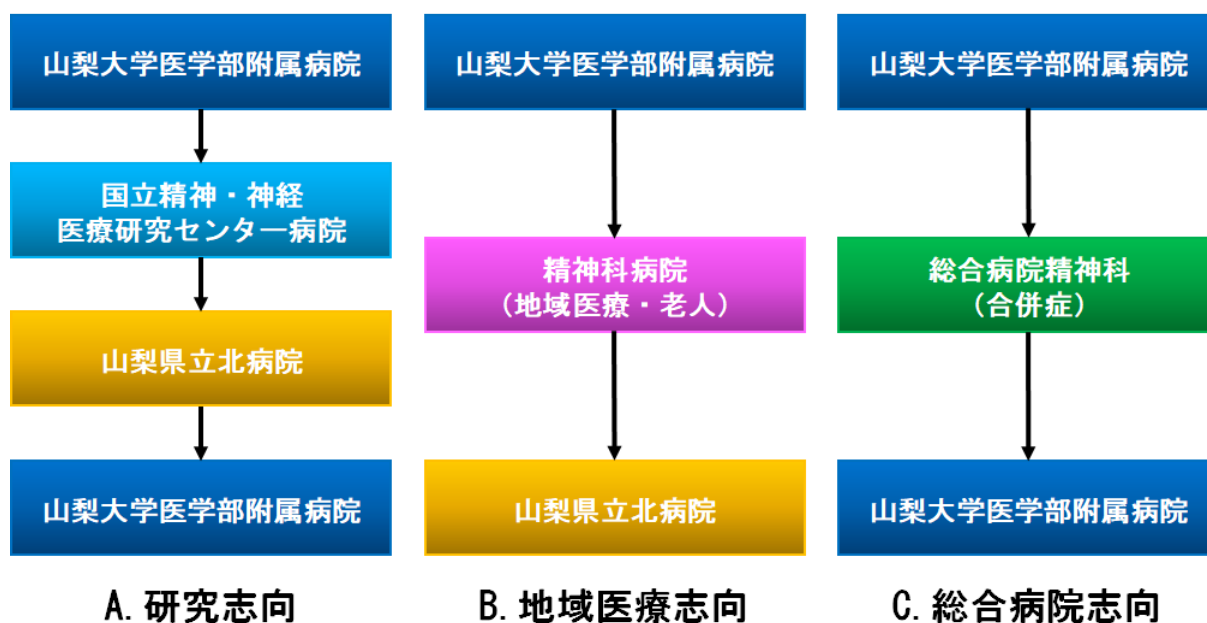 山梨大学医学部附属病院
国立精神・神経
医療研究センター病院
山梨県立北病院
山梨大学医学部附属病院
A.研究志向
山梨大学医学部附属病院
精神科病院
(地域医療・老人)
山梨県立北病院
B.地域医療志向
山梨大学医学部附属病院
総合病院精神科
(合併症)
山梨大学医学部附属病院
C.総合病院志向